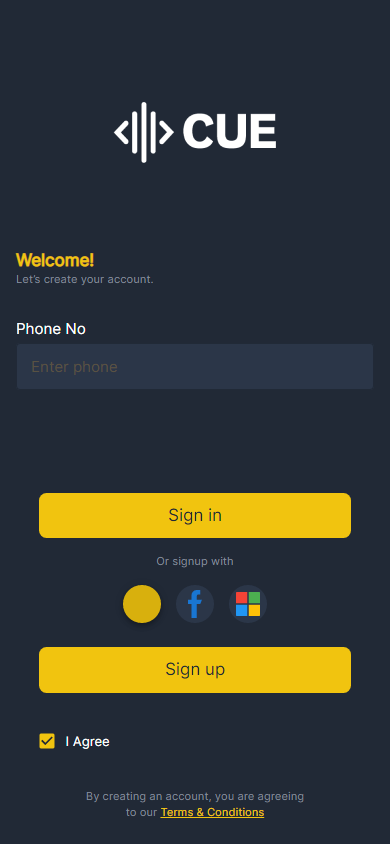 CUE
Welcome!
Let's create your account.
Phone No
Enter phone
Sign in
Or signup with
Sign up
I Agree
By creating an account, you are agreeing
to our Terms & Conditions